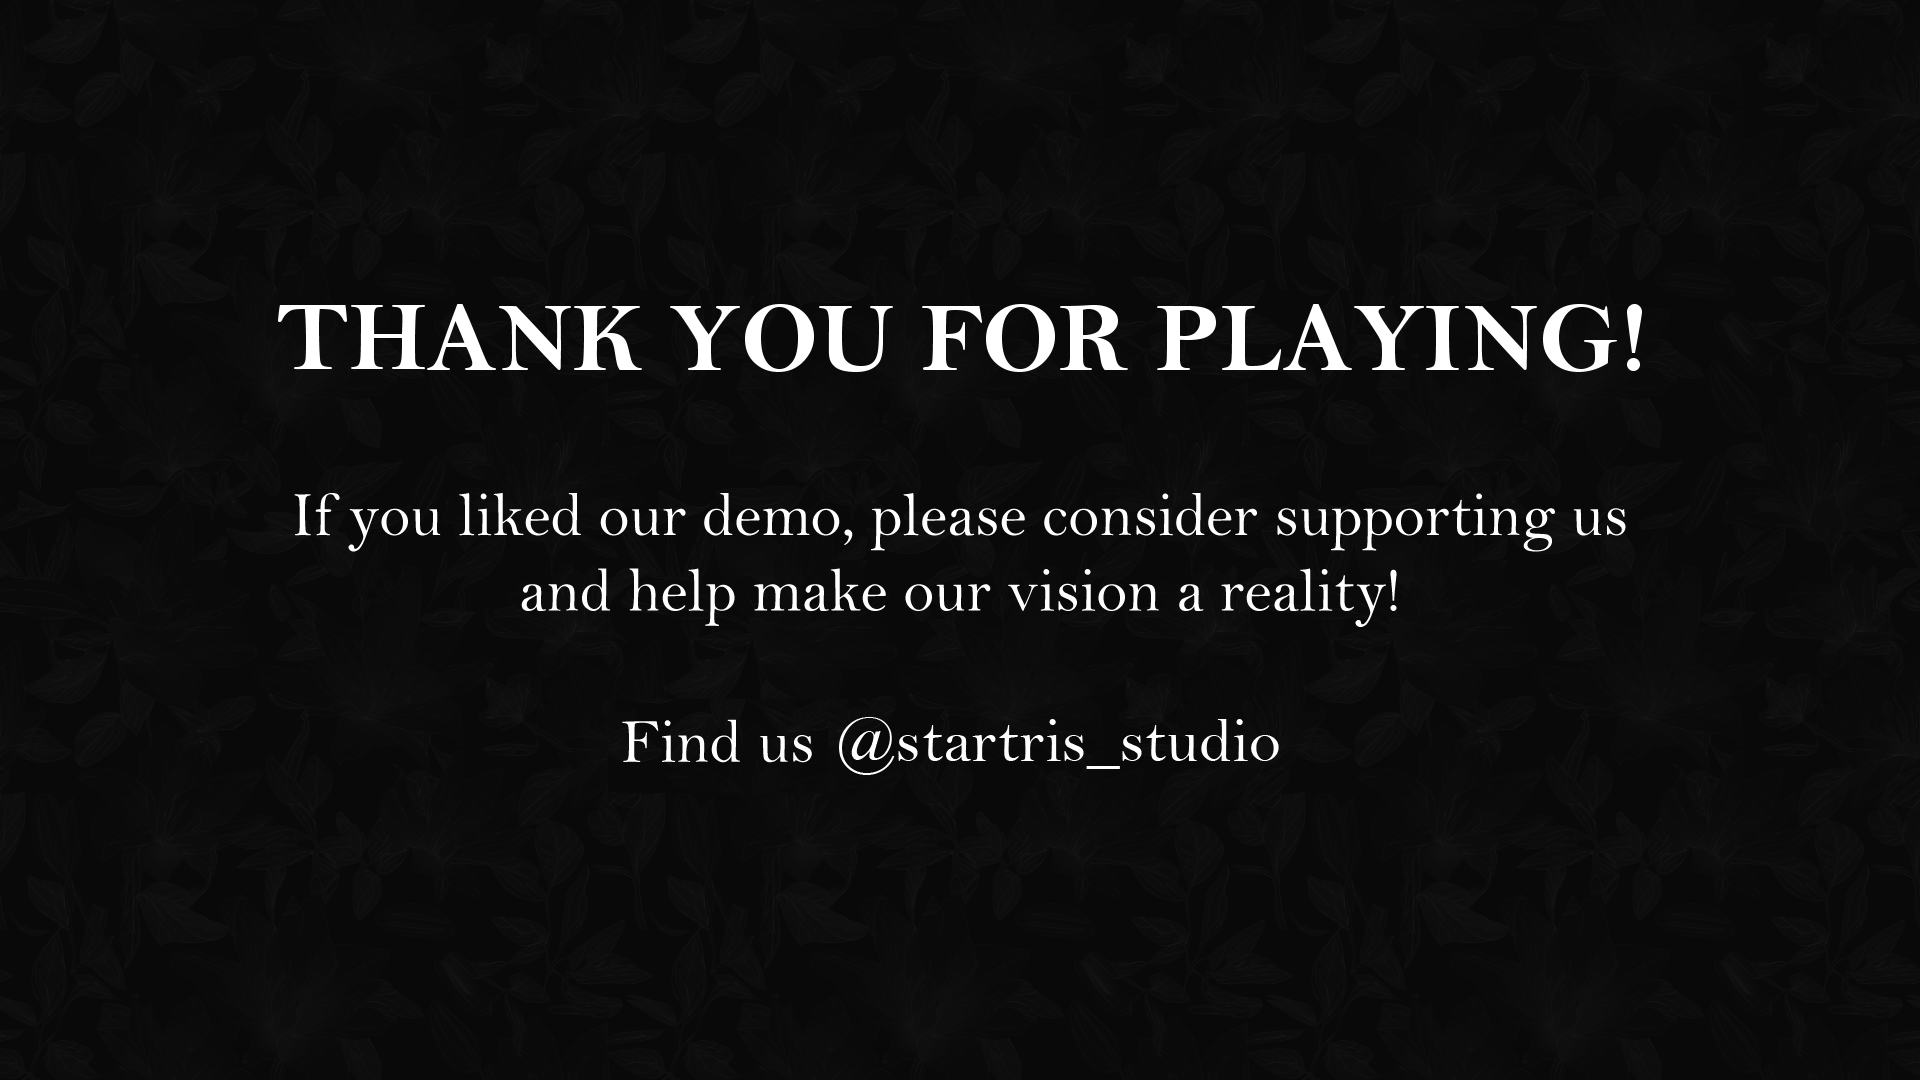 THANK YOU FOR PLAYING!
If you liked our demo, please consider supporting us
and help make our vision a reality!
Find us @startris_studio